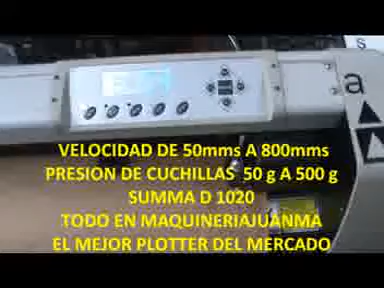 s
a
VELOCIDAD DE 50mms A 800mms
PRESION DE CUCHILLAS 50 g A 500 g
SUMMA D 1020
TODO EN MAQUINERIAJUANMA
EL MEJOR PLOTTER DEL MERCADO